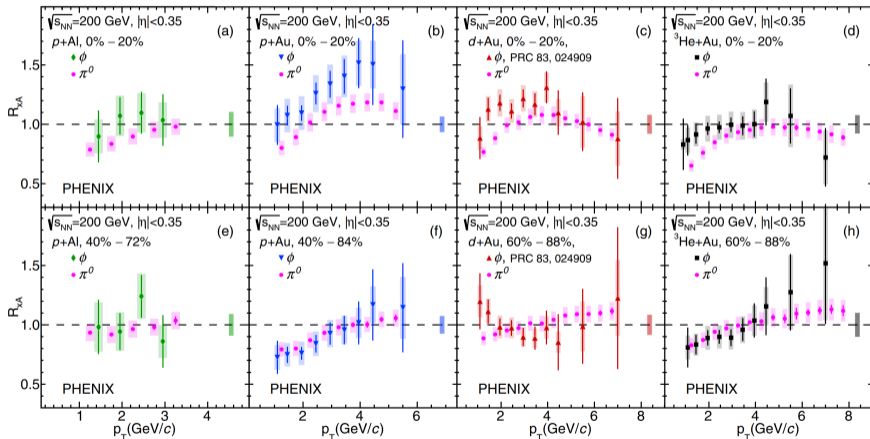 √sNN=200 GeV, |η|<0.35
(a)
p+Al, 0% − 20%
ϕ
π⁰
PHENIX
√sNN=200 GeV, |η|<0.35
p+Au, 0% − 20%
(b)
ϕ
π⁰
PHENIX
√sNN=200 GeV, |η|<0.35
(c)
d+Au, 0% − 20%,
ϕ, PRC 83, 024909
π⁰
PHENIX
√sNN=200 GeV, |η|<0.35
³He+Au, 0% − 20%
(d)
ϕ
π⁰
PHENIX
RxA
1.5
1.0
0.5
√sNN=200 GeV, |η|<0.35
p+Al, 40% − 72%
(e)
ϕ
π⁰
PHENIX
√sNN=200 GeV, |η|<0.35
p+Au, 40% − 84%
(f)
ϕ
π⁰
PHENIX
√sNN=200 GeV, |η|<0.35
d+Au, 60% − 88%
(g)
ϕ, PRC 83, 024909
π⁰
PHENIX
√sNN=200 GeV, |η|<0.35
³He+Au, 60% − 88%
(h)
ϕ
π⁰
PHENIX
RxA
1.5
1.0
0.5
0 1 2 3 4
pT(GeV/c)
2 4 6
pT(GeV/c)
2 4 6 8
pT(GeV/c)
2 4 6 8
pT(GeV/c)